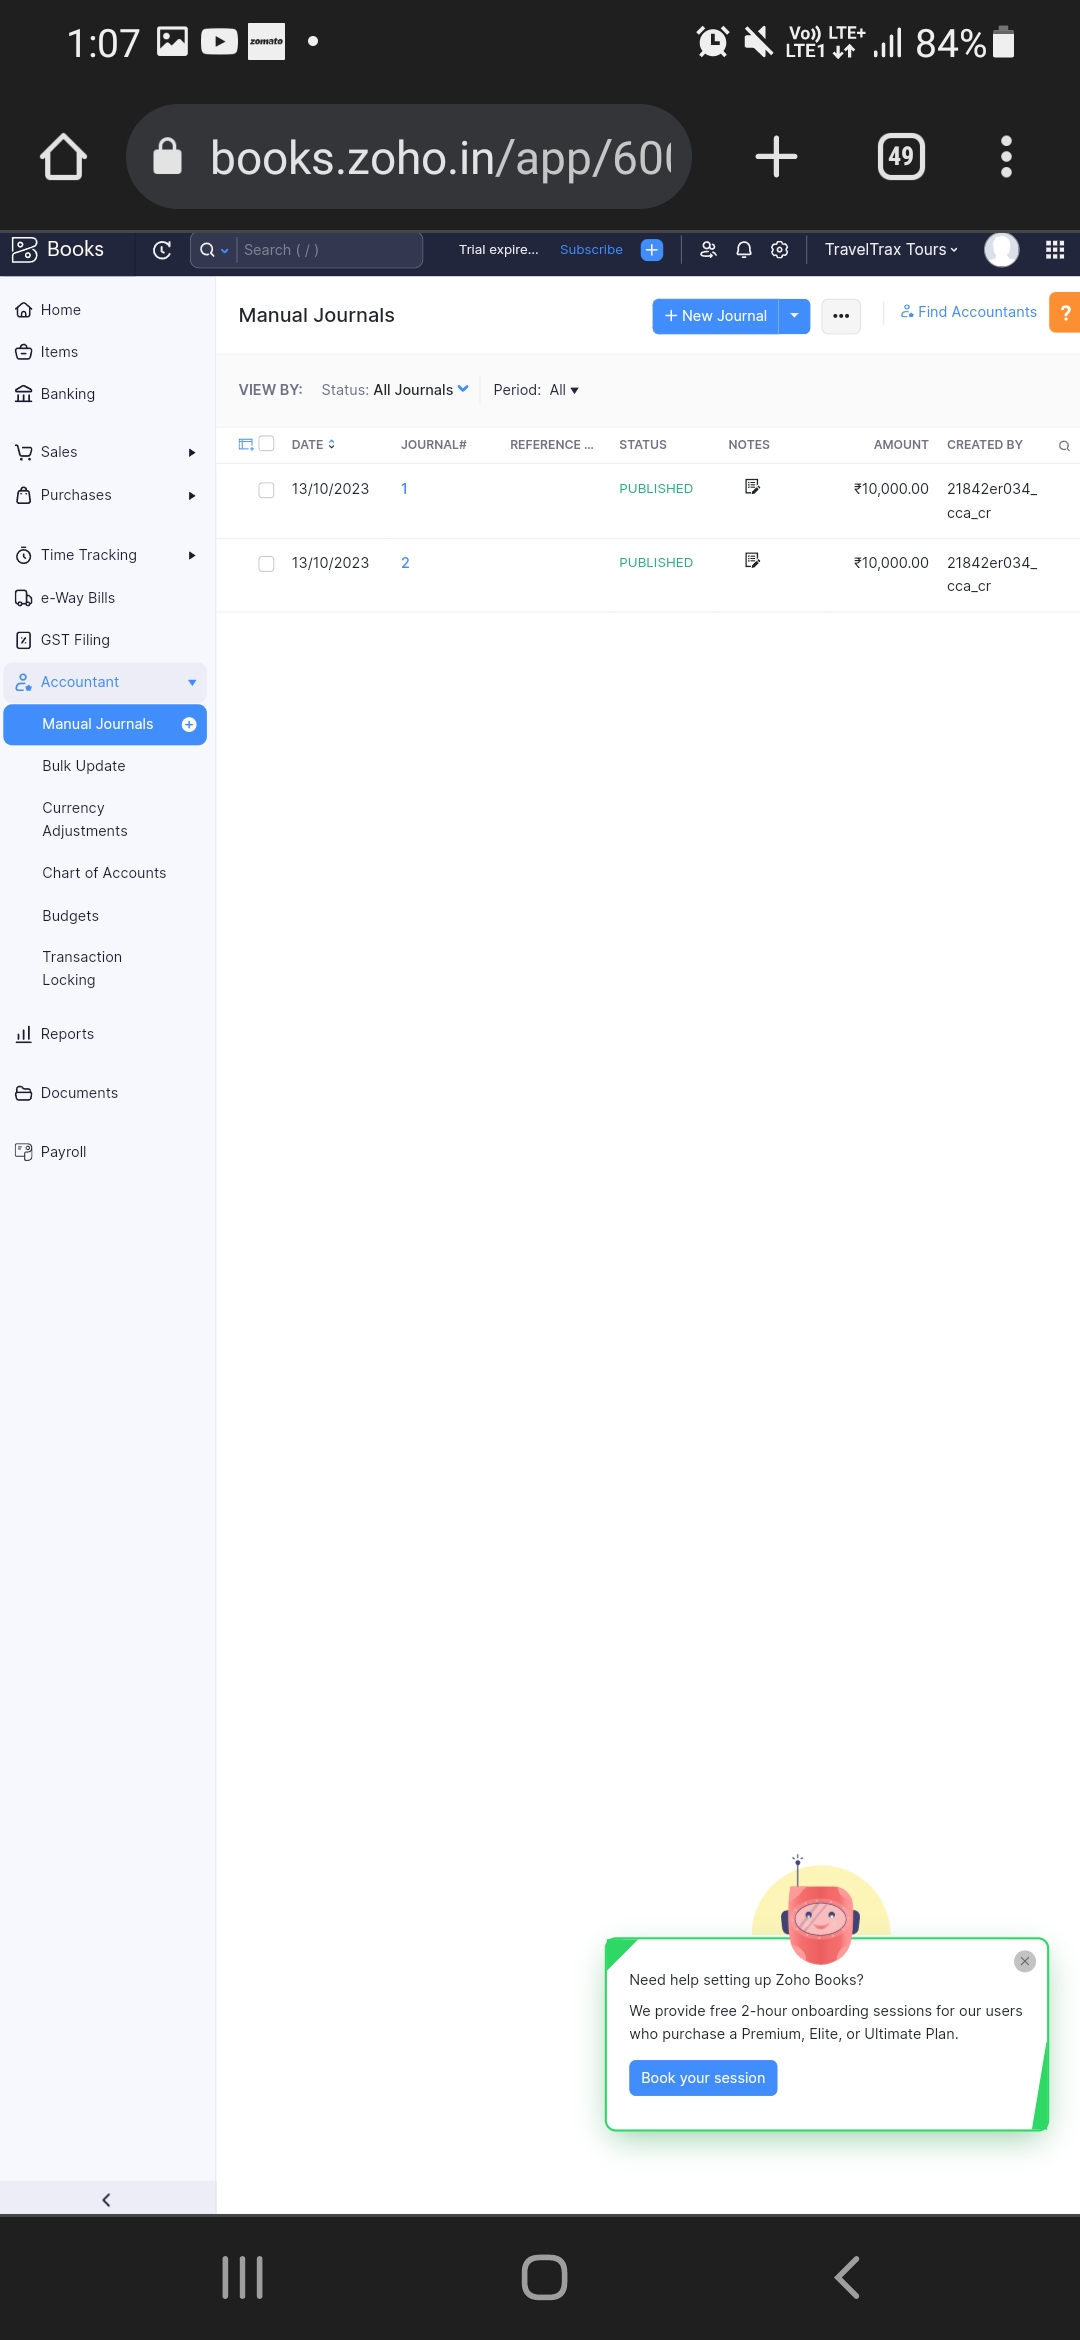 1:07 zomato Vo)) LTE1 LTE+ 84%
books.zoho.in/app/60
49
Books Search ( / ) Trial expire... Subscribe TravelTrax Tours
Home
Items
Banking
Sales
Purchases
Time Tracking
e-Way Bills
GST Filing
Accountant
Manual Journals
Bulk Update
Currency
Adjustments
Chart of Accounts
Budgets
Transaction
Locking
Reports
Documents
Payroll
Manual Journals + New Journal Find Accountants ?
VIEW BY: Status: All Journals Period: All
DATE JOURNAL# REFERENCE ... STATUS NOTES AMOUNT CREATED BY
13/10/2023 1 PUBLISHED ₹10,000.00 21842er034_
cca_cr
13/10/2023 2 PUBLISHED ₹10,000.00 21842er034_
cca_cr
Need help setting up Zoho Books?
We provide free 2-hour onboarding sessions for our users
who purchase a Premium, Elite, or Ultimate Plan.
Book your session